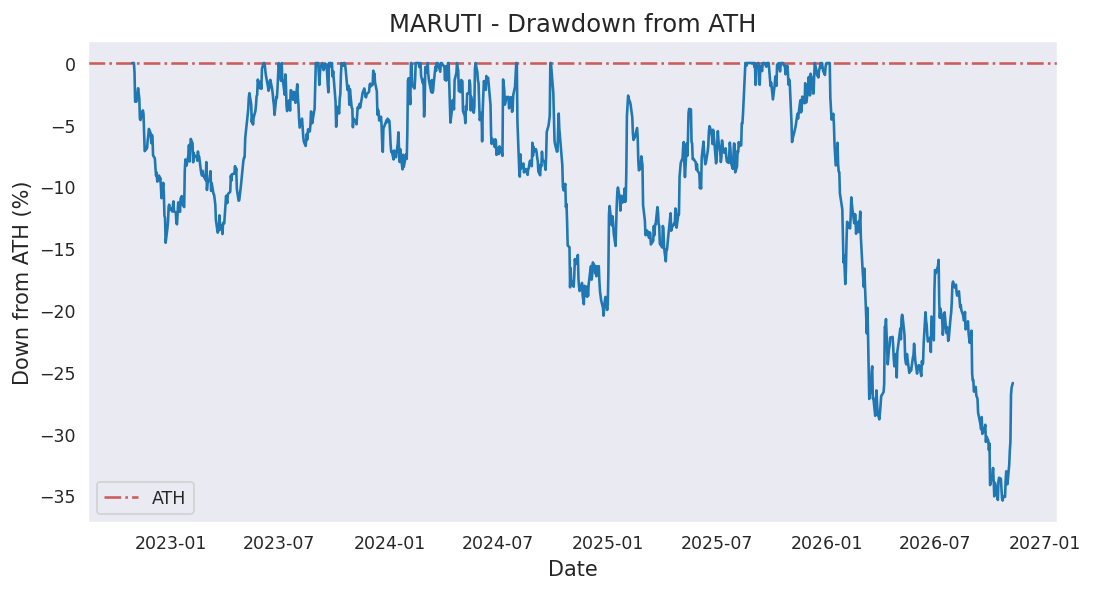 MARUTI - Drawdown from ATH
Down from ATH (%)
0
−5
−10
−15
−20
−25
−30
−35
ATH
2023-01 2023-07 2024-01 2024-07 2025-01 2025-07 2026-01 2026-07 2027-01
Date